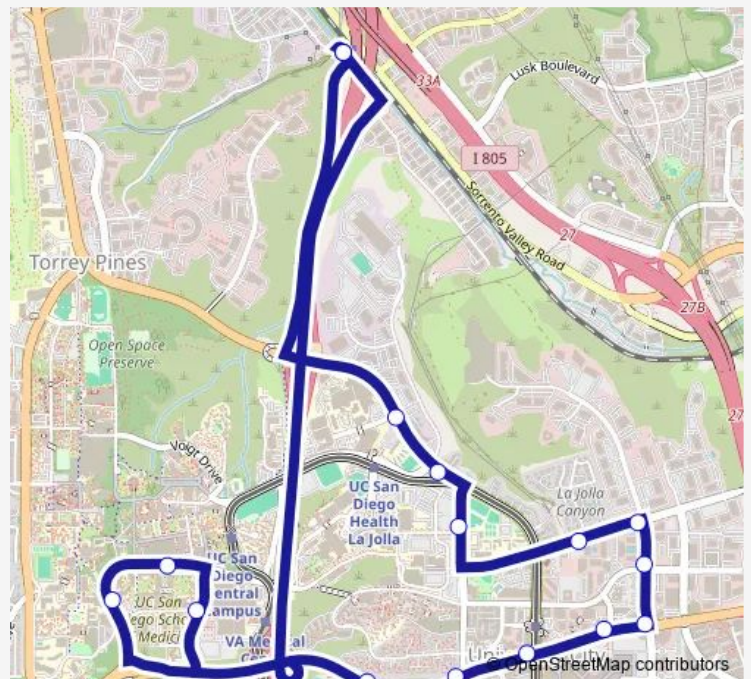 Lusk Boulevard
33A
I 805
Sorrento Valley Road
27
27B
Torrey Pines
Open Space
Preserve
Voigt Drive
27
UC San
Diego
Health
La Jolla
La Jolla
Canyon
UC San
Diego
Central
Campus
UC San
Diego Scho
Medici
VA Medical
© OpenStreetMap contributors